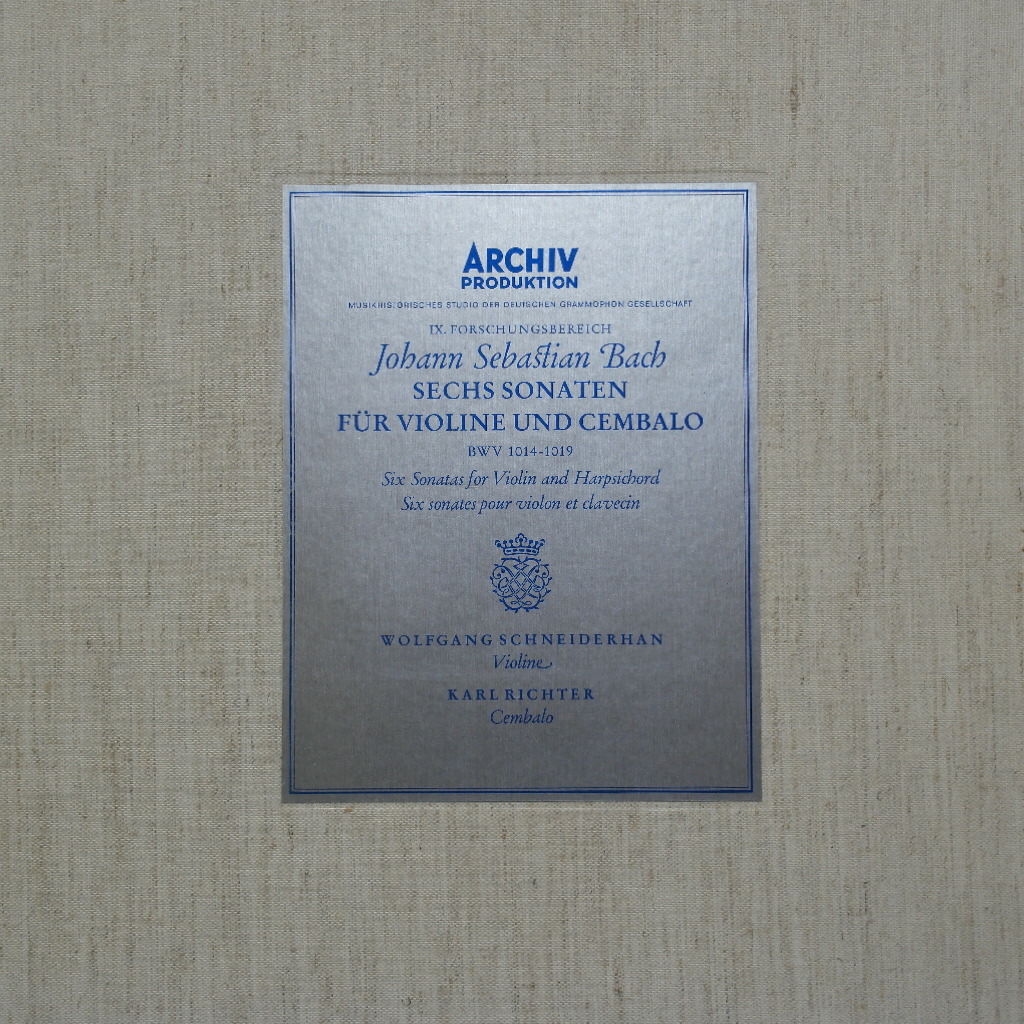 ARCHIV
PRODUKTION
MUSIKHISTORISCHES STUDIO DER DEUTSCHEN GRAMMOPHON GESELLSCHAFT
IX. FORSCHUNGSBEREICH
Johann Sebastian Bach
SECHS SONATEN
FÜR VIOLINE UND CEMBALO
BWV 1014-1019
Six Sonatas for Violin and Harpsichord
Six sonates pour violon et clavecin
WOLFGANG SCHNEIDERHAN
Violine
KARL RICHTER
Cembalo